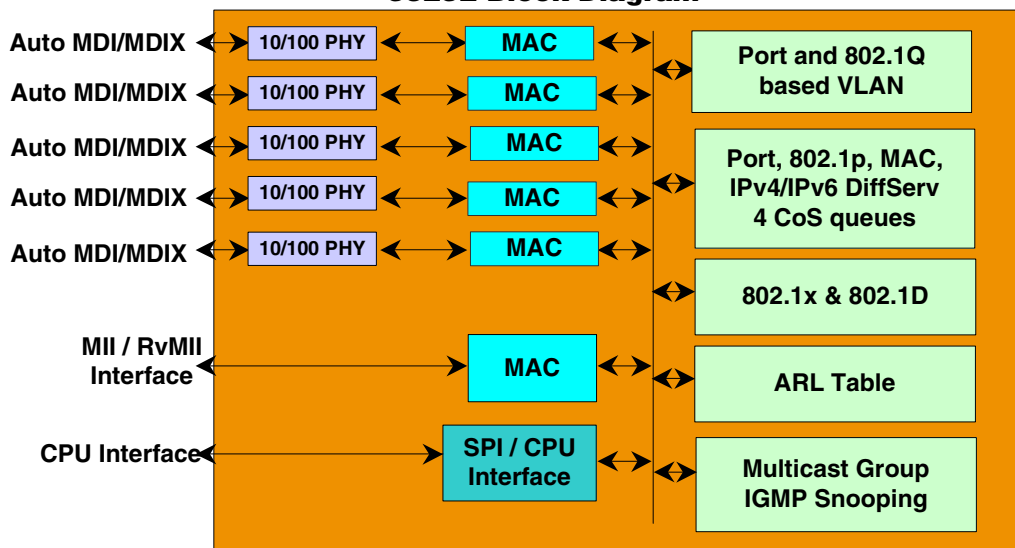 Auto MDI/MDIX 10/100 PHY MAC
Auto MDI/MDIX 10/100 PHY MAC
Auto MDI/MDIX 10/100 PHY MAC
Auto MDI/MDIX 10/100 PHY MAC
Auto MDI/MDIX 10/100 PHY MAC
MII / RvMII
Interface
MAC
CPU Interface
SPI / CPU
Interface
Port and 802.1Q
based VLAN
Port, 802.1p, MAC,
IPv4/IPv6 DiffServ
4 CoS queues
802.1x & 802.1D
ARL Table
Multicast Group
IGMP Snooping